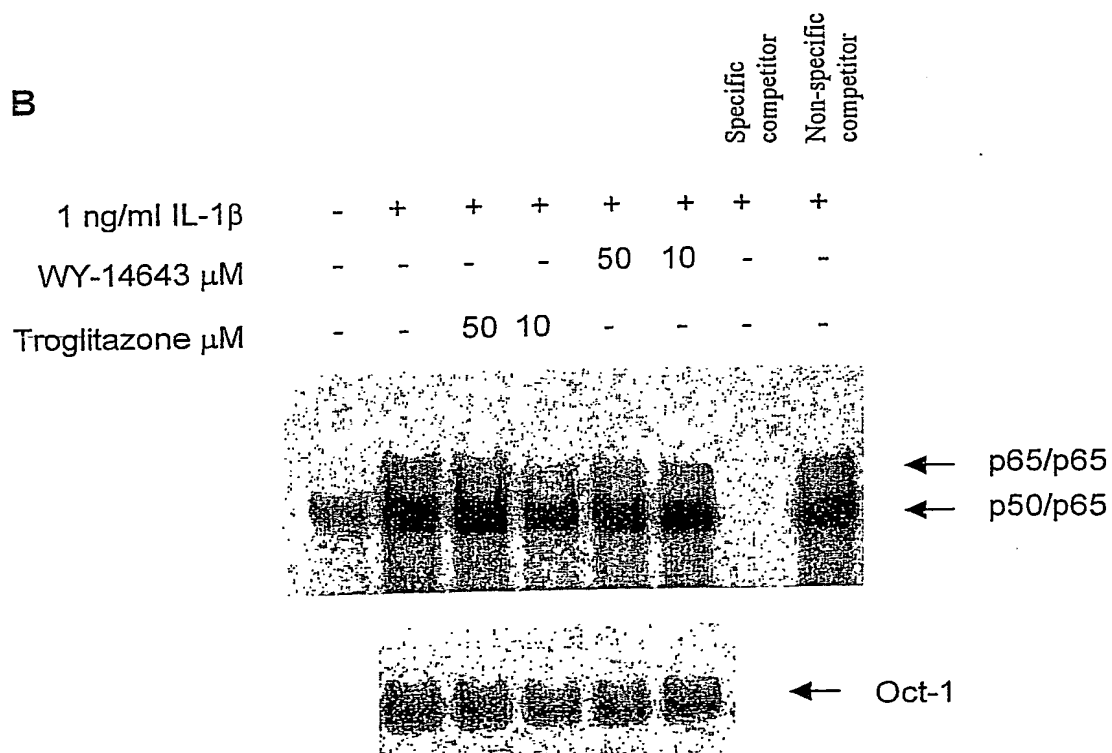 B
Specific
competitor
Non-specific
competitor
1 ng/ml IL-1β - + + + + + + +
WY-14643 μM - - - - 50 10 - -
Troglitazone μM - - 50 10 - - - -
← p65/p65
← p50/p65
← Oct-1